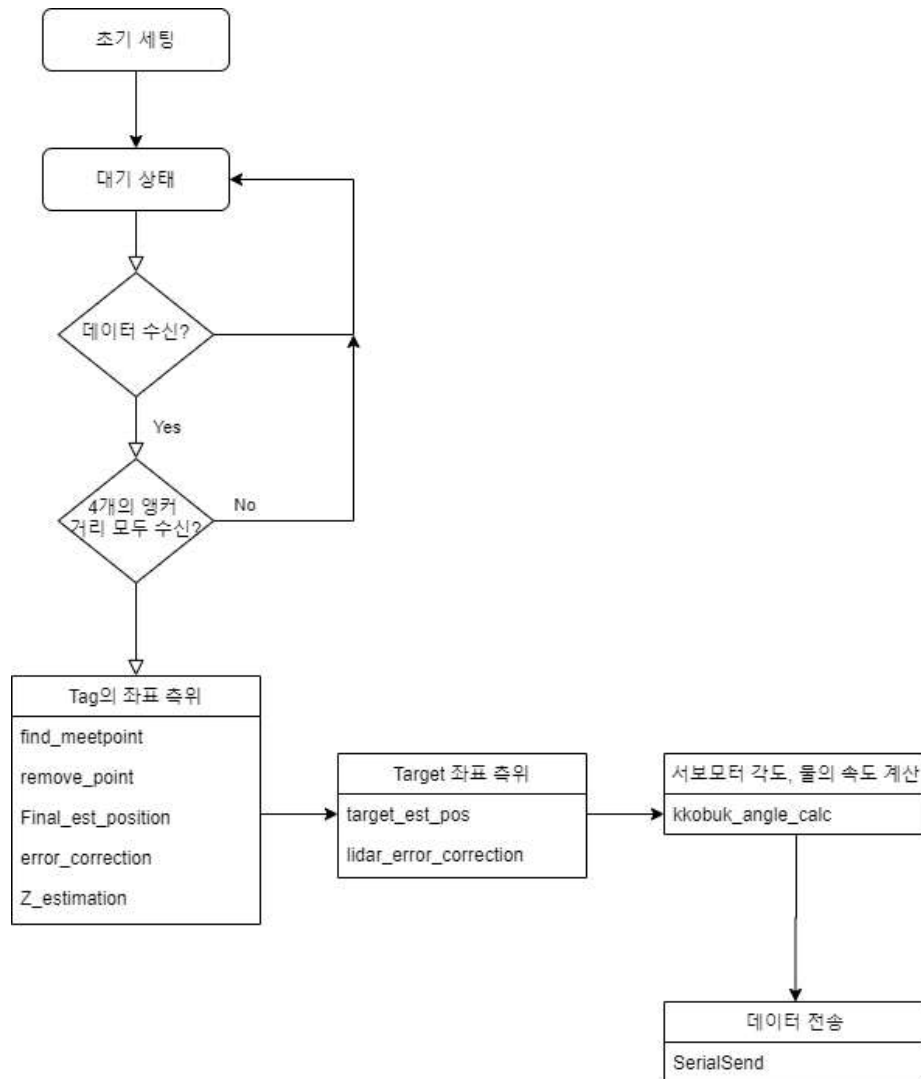 초기 세팅
대기 상태
데이터 수신?
Yes
4개의 앵커
거리 모두 수신?
No
Tag의 좌표 측위
find_meetpoint
remove_point
Final_est_position
error_correction
Z_estimation
Target 좌표 측위
target_est_pos
lidar_error_correction
서보모터 각도, 물의 속도 계산
kkobuk_angle_calc
데이터 전송
SerialSend